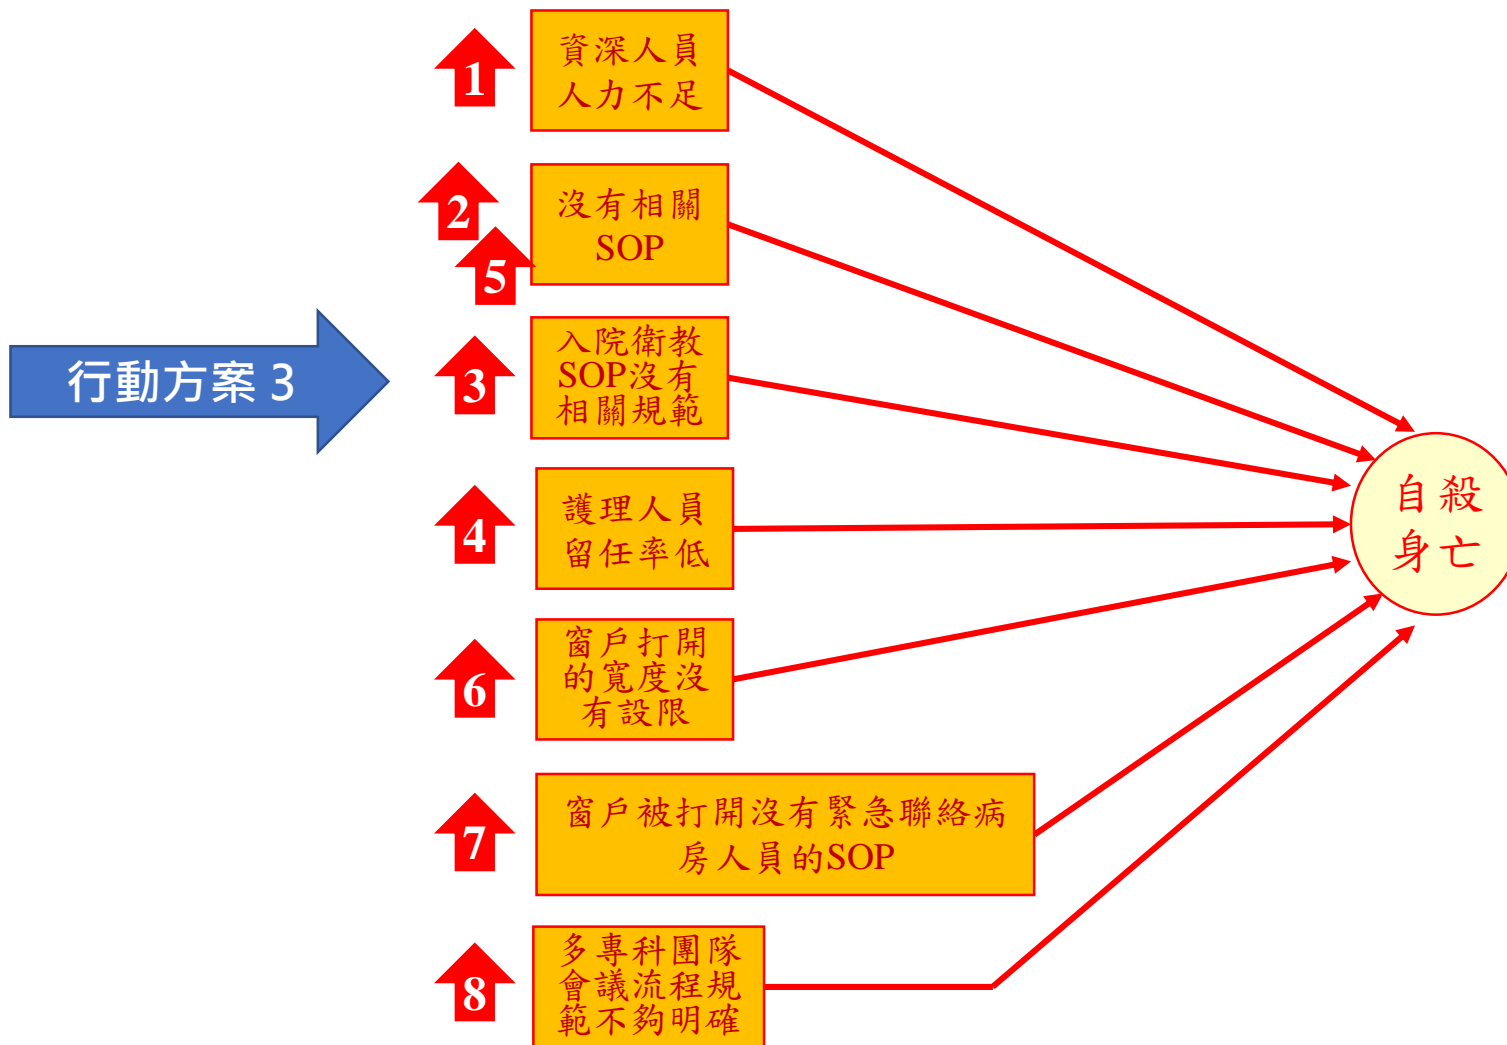 1
資深人員
人力不足
2
5
沒有相關
SOP
行動方案 3
3
入院衛教
SOP沒有
相關規範
4
護理人員
留任率低
自殺
身亡
6
窗戶打開
的寬度沒
有設限
7
窗戶被打開沒有緊急聯絡病
房人員的SOP
8
多專科團隊
會議流程規
範不夠明確